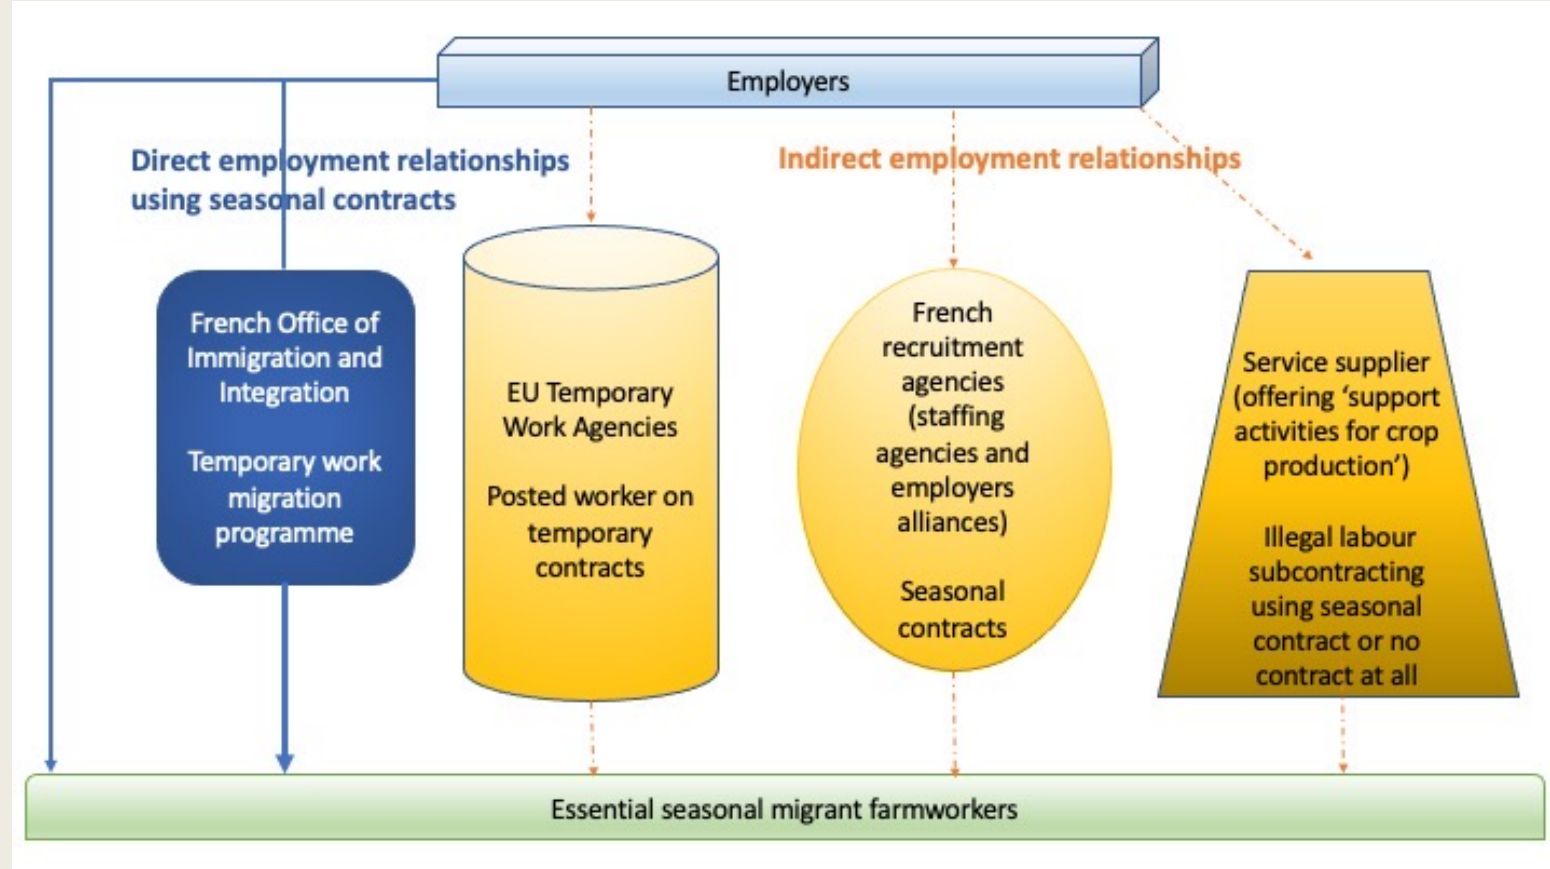 Employers
Direct employment relationships
using seasonal contracts
Indirect employment relationships
French Office of
Immigration and
Integration
Temporary work
migration
programme
EU Temporary
Work Agencies
Posted worker on
temporary
contracts
French
recruitment
agencies
(staffing
agencies and
employers
alliances)
Seasonal
contracts
Service supplier
(offering ‘support
activities for crop
production’)
Illegal labour
subcontracting
using seasonal
contract or no
contract at all
Essential seasonal migrant farmworkers